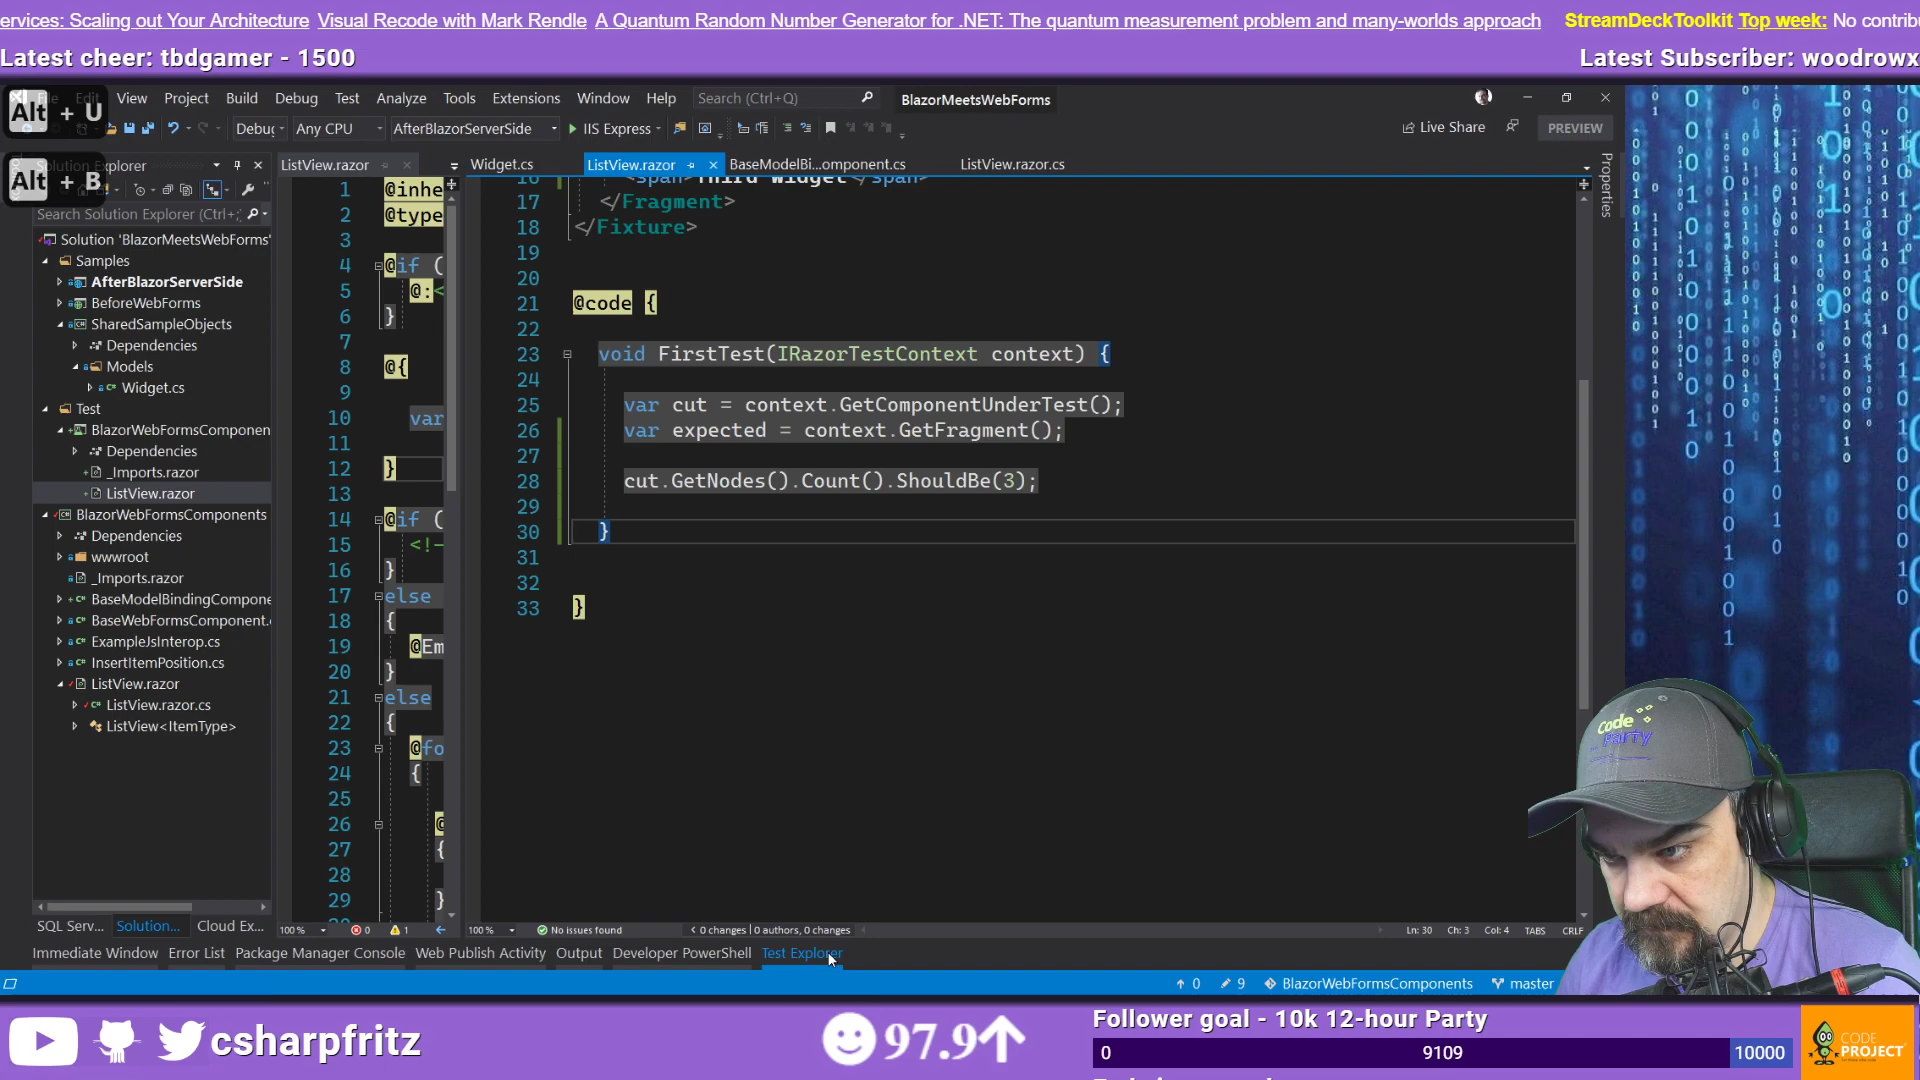 ervices: Scaling out Your Architecture Visual Recode with Mark Rendle A Quantum Random Number Generator for .NET: The quantum measurement problem and many-worlds approach StreamDeckToolkit Top week: No contribu
Latest cheer: tbdgamer - 1500
Latest Subscriber: woodrowx
Alt + U
Alt + B
View Project Build Debug Test Analyze Tools Extensions Window Help Search (Ctrl+Q) BlazorMeetsWebForms
Debug Any CPU AfterBlazorServerSide IIS Express Live Share PREVIEW
Solution Explorer
Search Solution Explorer (Ctrl+;
Solution 'BlazorMeetsWebForms'
Samples
AfterBlazorServerSide
BeforeWebForms
SharedSampleObjects
Dependencies
Models
Widget.cs
Test
BlazorWebFormsComponen
Dependencies
_Imports.razor
ListView.razor
BlazorWebFormsComponents
Dependencies
wwwroot
_Imports.razor
BaseModelBindingCompone
BaseWebFormsComponent.
ExampleJsInterop.cs
InsertItemPosition.cs
ListView.razor
ListView.razor.cs
ListView<ItemType>
SQL Serv... Solution... Cloud Ex...
ListView.razor
1 @inhe
2 @type
3
4 @if (
5 @:<
6 }
7
8 @{
9
10 var
11
12 }
13
14 @if (
15 <!—
16 }
17 else
18 {
19 @Em
20 }
21 else
22 {
23 @fo
24 {
25
26 @
27 {
28
29 }
100 % 0 1
Widget.cs ListView.razor BaseModelBi...omponent.cs ListView.razor.cs
Properties
16 <span>Third Widget</span>
17 </Fragment>
18 </Fixture>
19
20
21 @code {
22
23 void FirstTest(IRazorTestContext context) {
24
25 var cut = context.GetComponentUnderTest();
26 var expected = context.GetFragment();
27
28 cut.GetNodes().Count().ShouldBe(3);
29
30 }
31
32
33 }
100 % No issues found < 0 changes | 0 authors, 0 changes Ln: 30 Ch: 3 Col: 4 TABS CRLF
Immediate Window Error List Package Manager Console Web Publish Activity Output Developer PowerShell Test Explorer
0 9 BlazorWebFormsComponents master
csharpfritz
97.9
Follower goal - 10k 12-hour Party
0 9109 10000
CODE PROJECT
Code Party